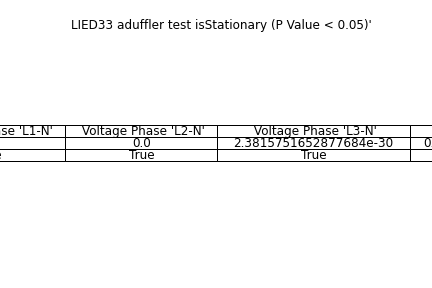 LIED33 aduffler test isStationary (P Value < 0.05)'
se 'L1-N' Voltage Phase 'L2-N' Voltage Phase 'L3-N'
0.0 2.3815751652877684e-30 0
True True